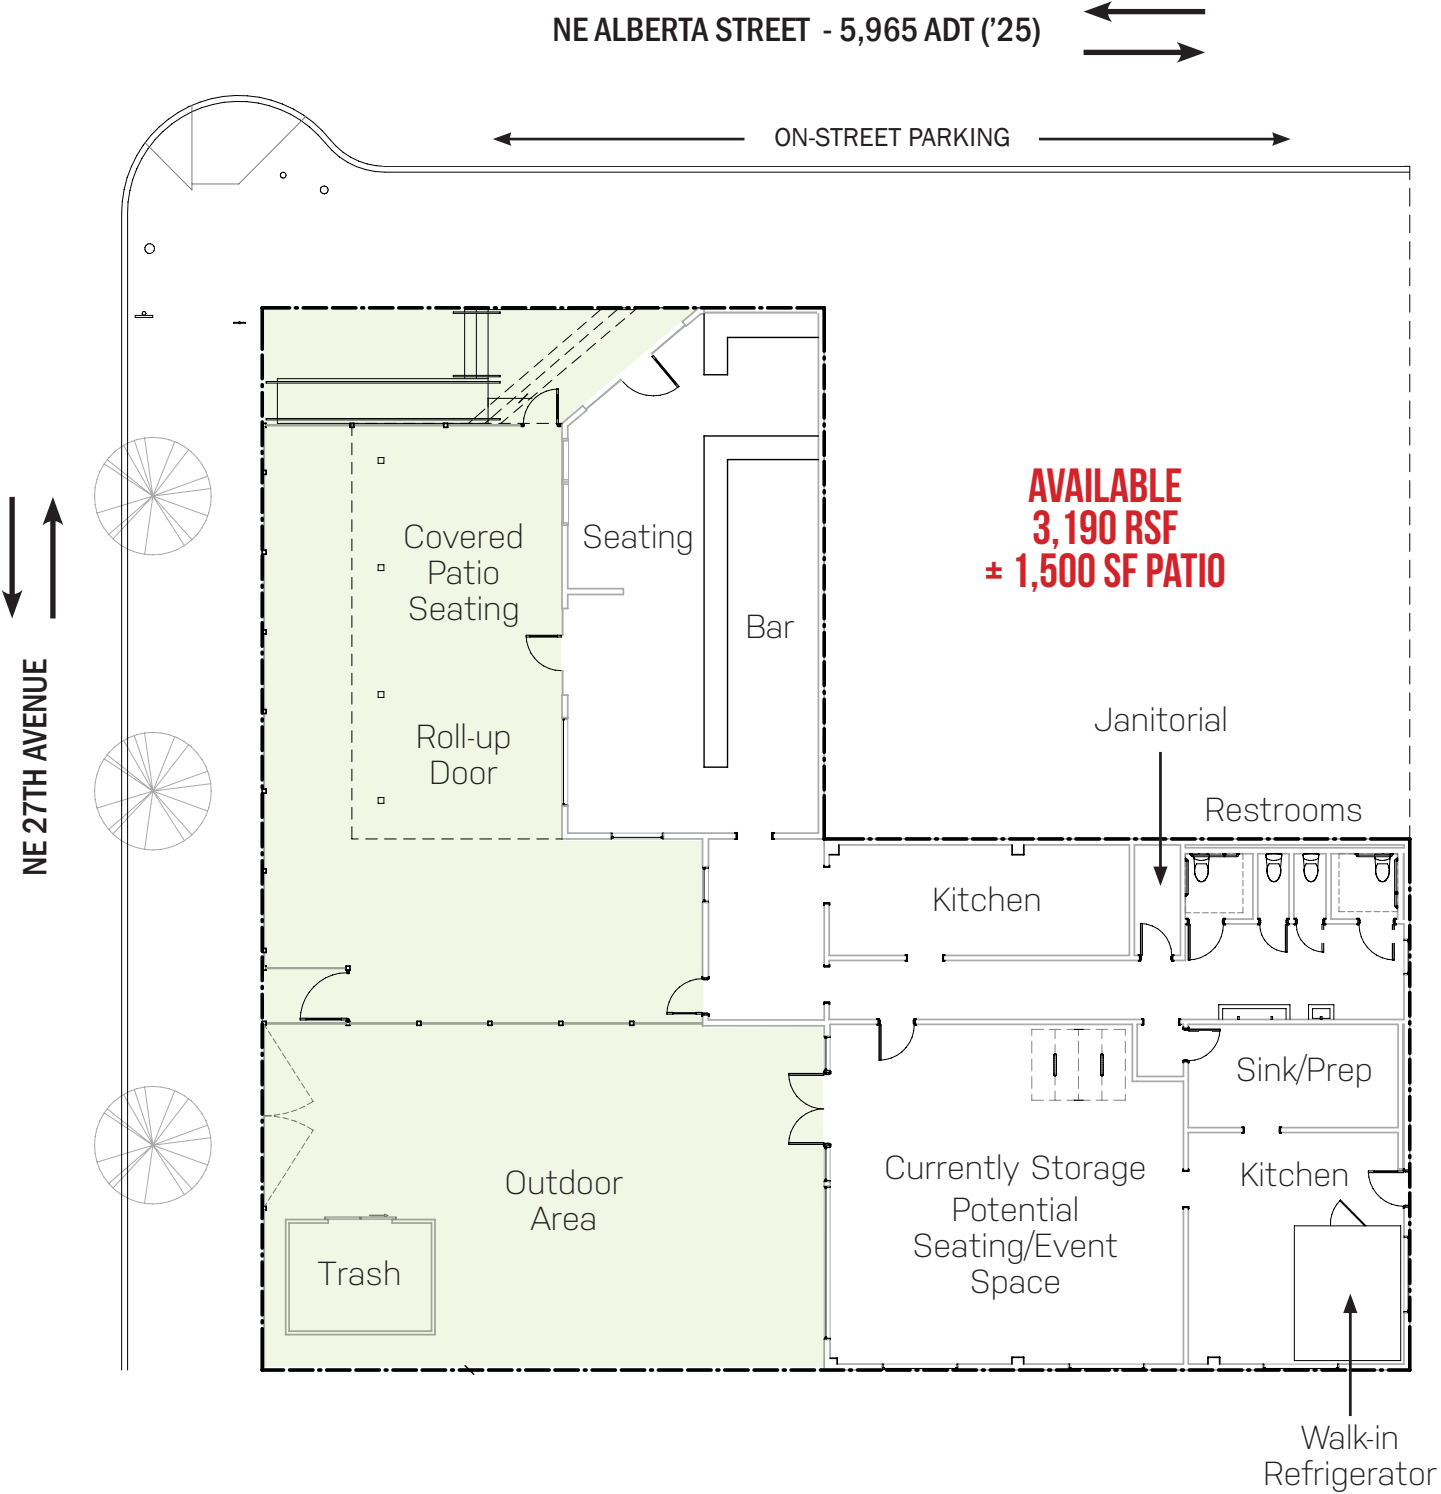 NE ALBERTA STREET - 5,965 ADT ('25)
ON-STREET PARKING
AVAILABLE
3,190 RSF
± 1,500 SF PATIO
Covered
Patio
Seating
Seating
Bar
NE 27TH AVENUE
Roll-up
Door
Janitorial
Restrooms
Kitchen
Sink/Prep
Outdoor
Area
Currently Storage
Potential
Seating/Event
Space
Kitchen
Trash
Walk-in
Refrigerator